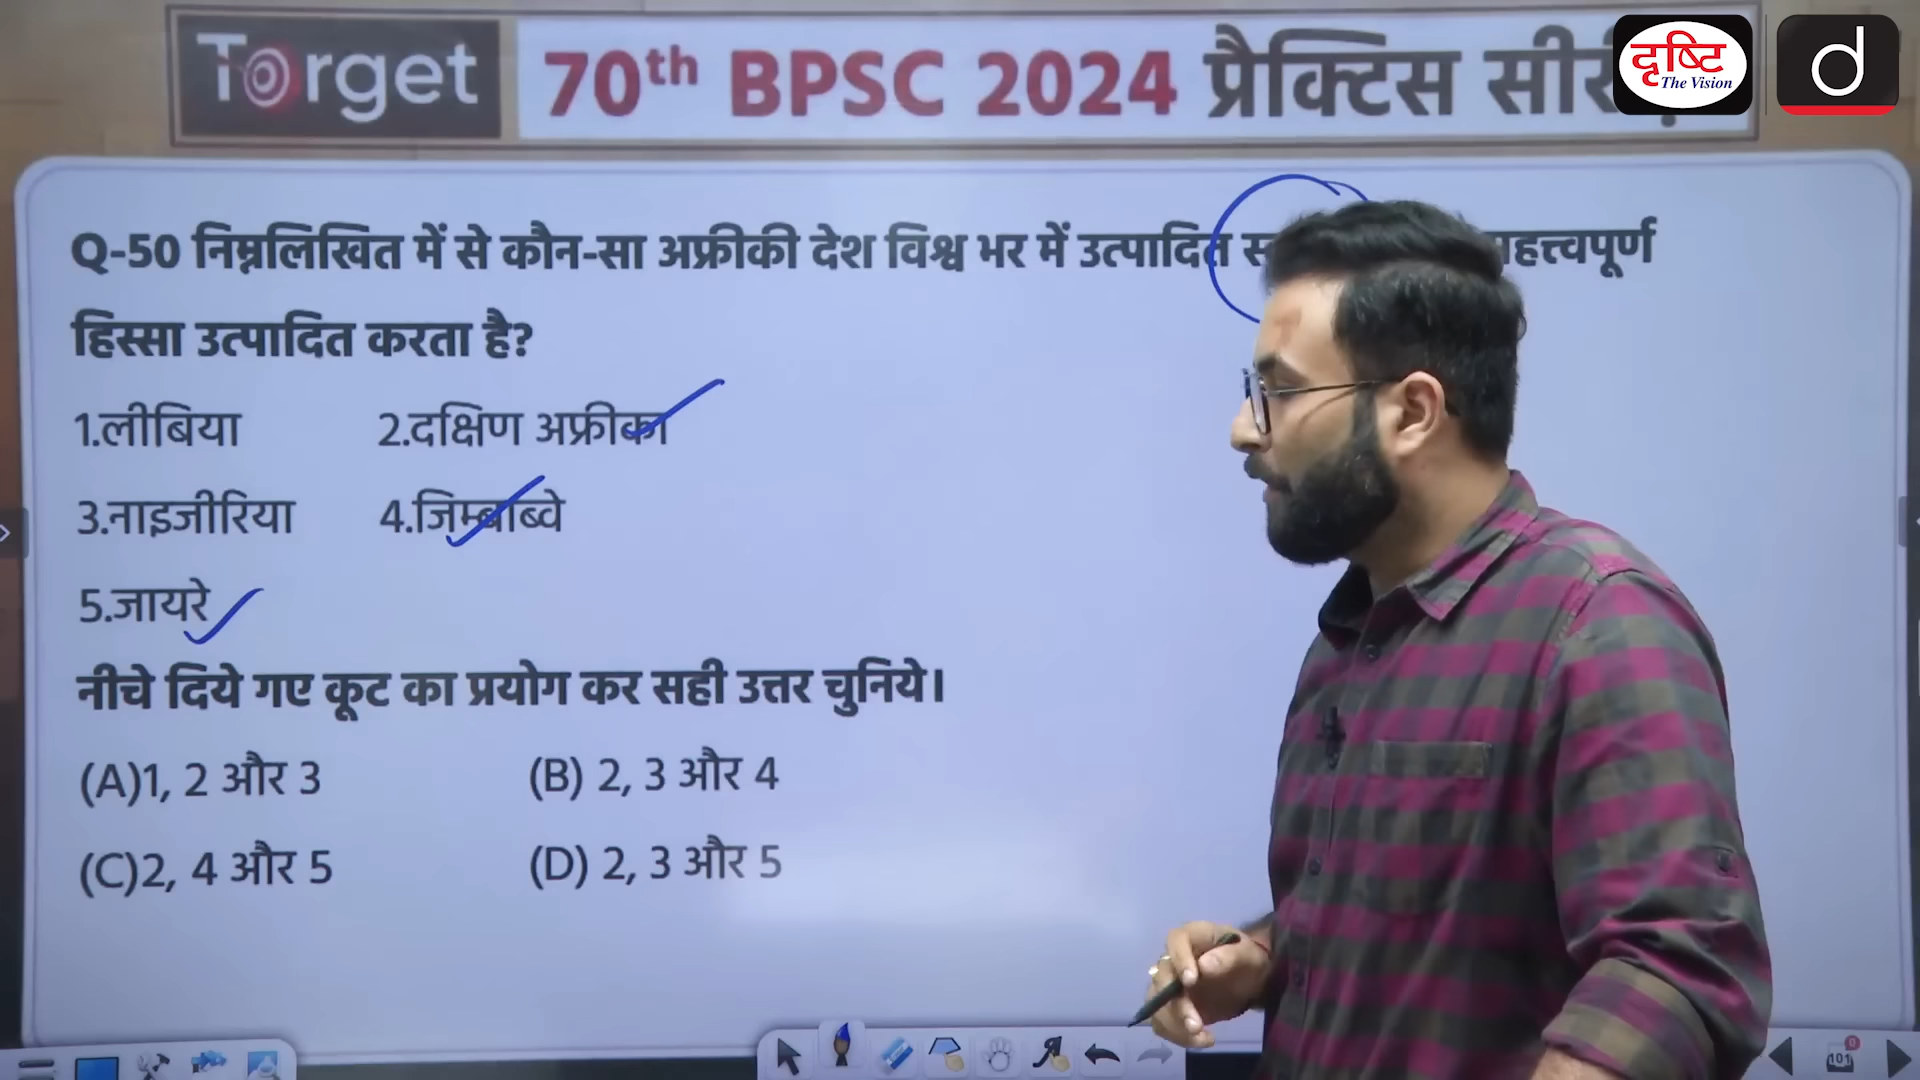 Target
70th BPSC 2024 प्रैक्टिस
दृष्टि
The Vision
d
Q-50 निम्नलिखित में से कौन-सा अफ्रीकी देश विश्व भर में उत्पादित
हिस्सा उत्पादित करता है?
1.लीबिया 2.दक्षिण अफ्रीका
3.नाइजीरिया 4.जिम्बाब्वे
5.जायरे
नीचे दिये गए कूट का प्रयोग कर सही उत्तर चुनिये।
(A)1, 2 और 3 (B) 2, 3 और 4
(C)2, 4 और 5 (D) 2, 3 और 5
101
0